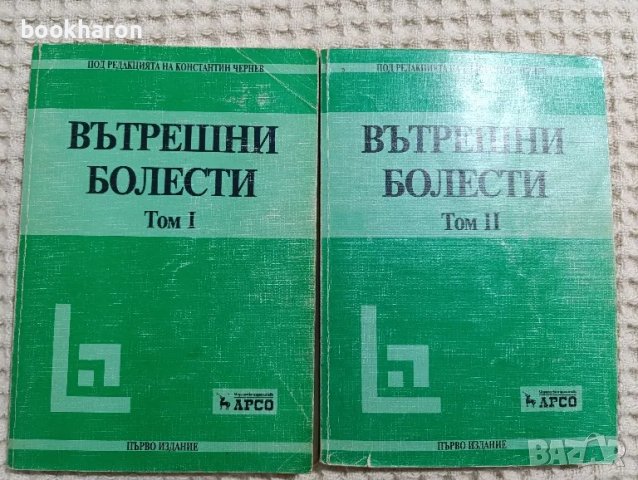 bookharon
ПОД РЕДАКЦИЯТА НА КОНСТАНТИН ЧЕРНЕВ
ВЪТРЕШНИ
БОЛЕСТИ
Том I
АРСО
ПЪРВО ИЗДАНИЕ
ПОД РЕДАКЦИЯТА
ВЪТРЕШНИ
БОЛЕСТИ
Том II
АРСО
ПЪРВО ИЗДАНИЕ
BAZAR